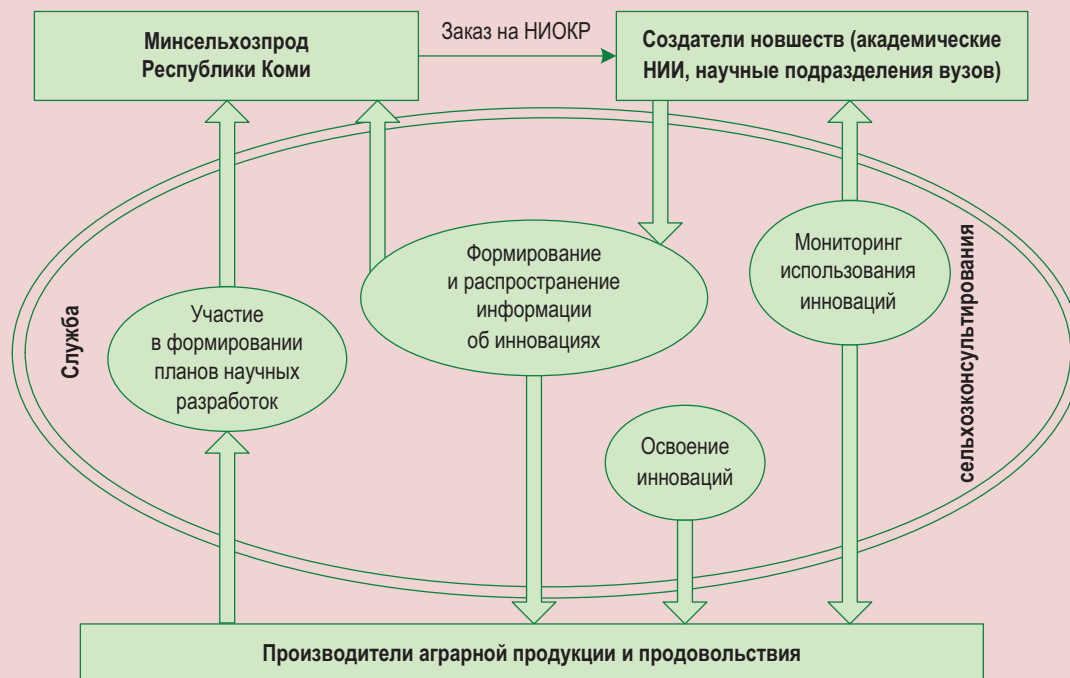 Минсельхозпрод
Республики Коми
Заказ на НИОКР
Создатели новшеств (академические
НИИ, научные подразделения вузов)
Формирование
и распространение
информации
об инновациях
Мониторинг
использования
инноваций
Участие
в формировании
планов научных
разработок
Служба
сельхозконсультирования
Освоение
инноваций
Производители аграрной продукции и продовольствия